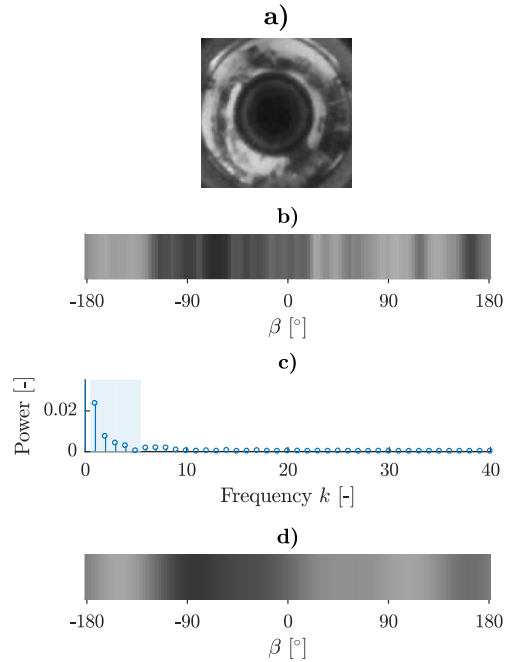 a)
b)
-180 -90 0 90 180
β [°]
c)
Power [-]
0.02
0
0 10 20 30 40
Frequency k [-]
d)
-180 -90 0 90 180
β [°]